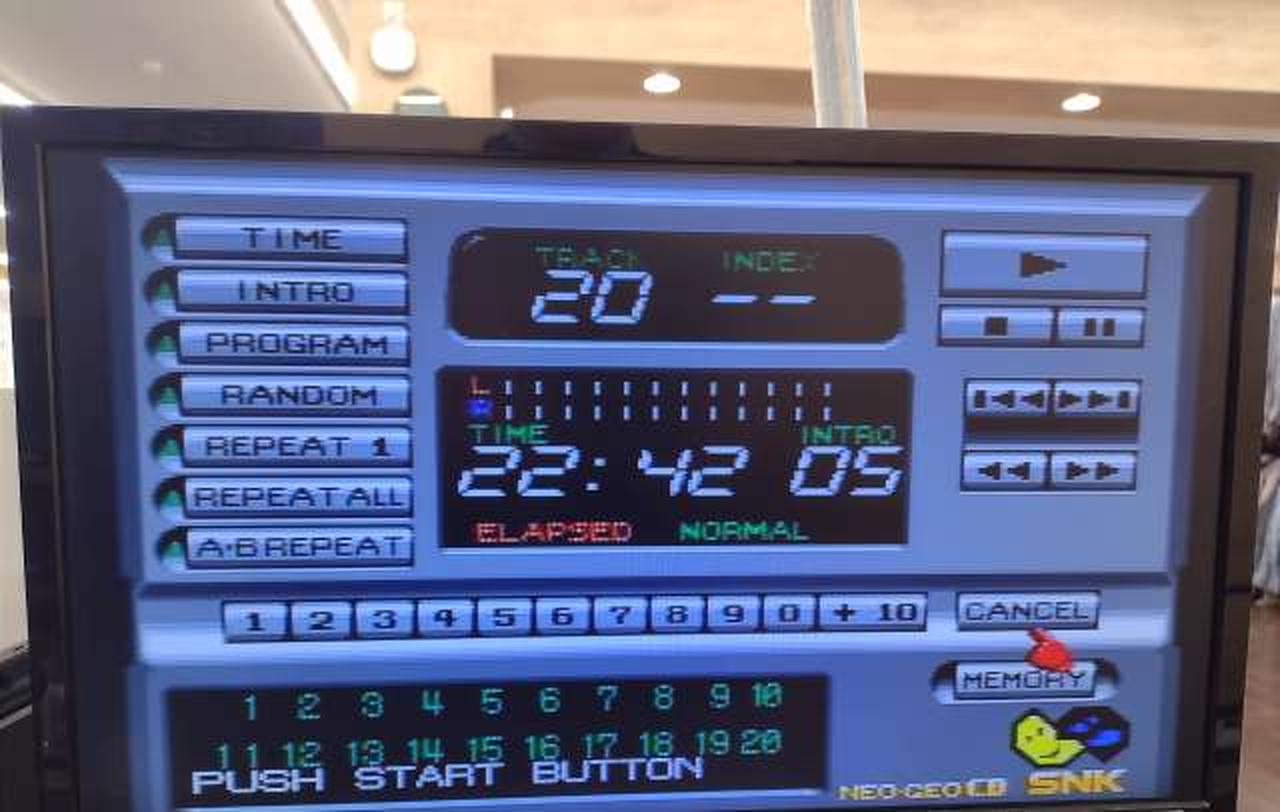 TIME
INTRO
PROGRAM
RANDOM
REPEAT 1
REPEAT ALL
A·B REPEAT
TRACK INDEX
20 --
L
R
TIME INTRO
22:42 05
ELAPSED NORMAL
1 2 3 4 5 6 7 8 9 0 + 10
CANCEL
MEMORY
1 2 3 4 5 6 7 8 9 10
11 12 13 14 15 16 17 18 19 20
PUSH START BUTTON
NEO·GEO CD SNK